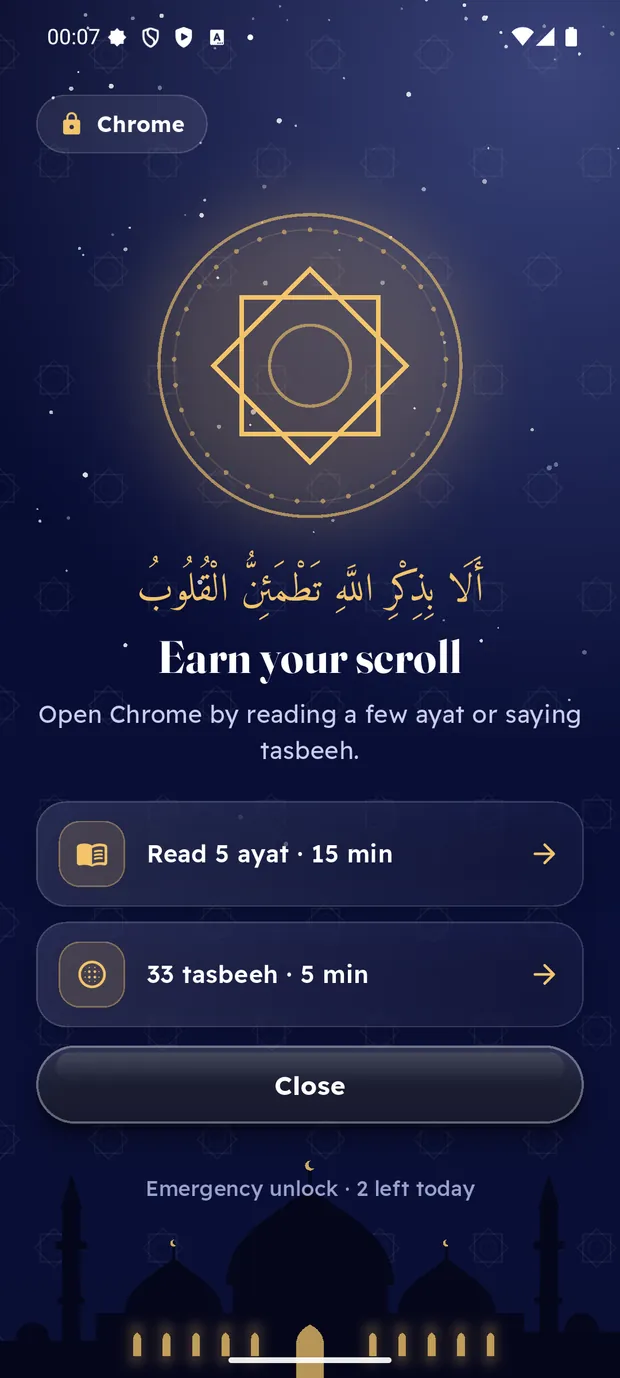 00:07
Chrome
أَلَا بِذِكْرِ اللَّهِ تَطْمَئِنُّ الْقُلُوبُ
Earn your scroll
Open Chrome by reading a few ayat or saying
tasbeeh.
Read 5 ayat · 15 min
33 tasbeeh · 5 min
Close
Emergency unlock · 2 left today